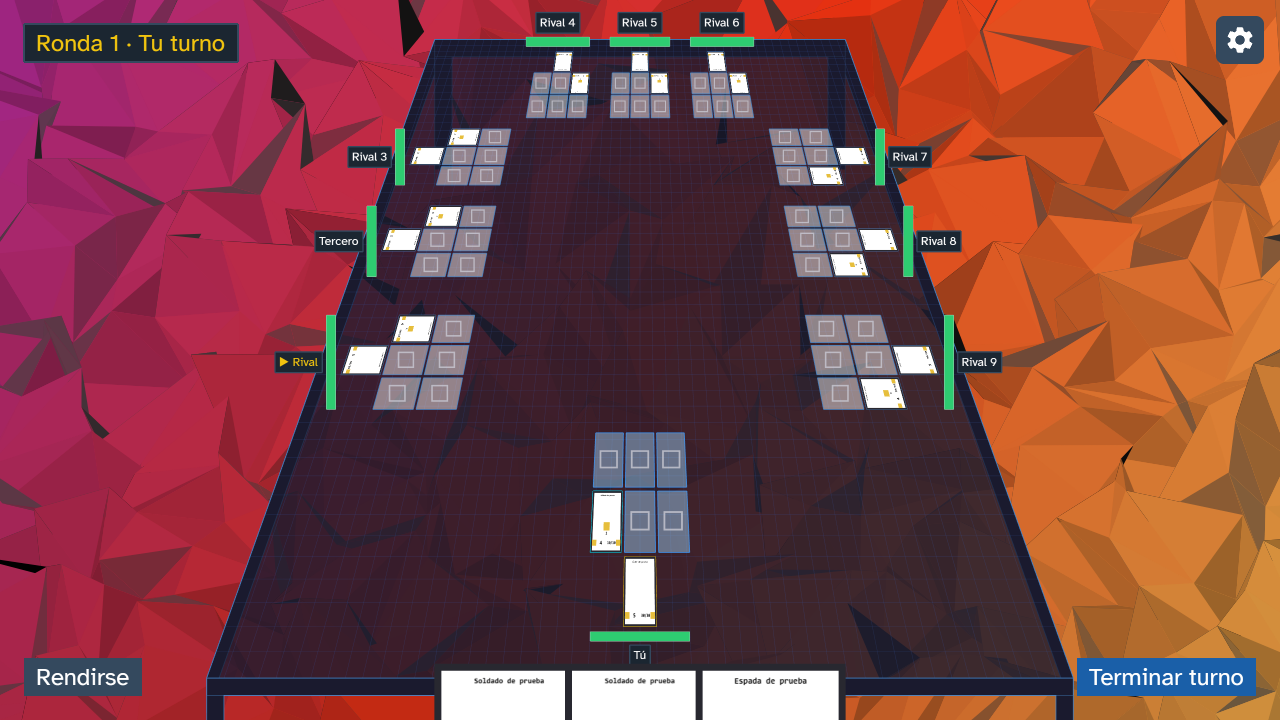 Ronda 1 · Tu turno
Rival 4
Rival 5
Rival 6
Rival 3
Rival 7
Tercero
Rival 8
▶ Rival
Rival 9
Tú
Rendirse
Terminar turno
Soldado de prueba
Soldado de prueba
Espada de prueba